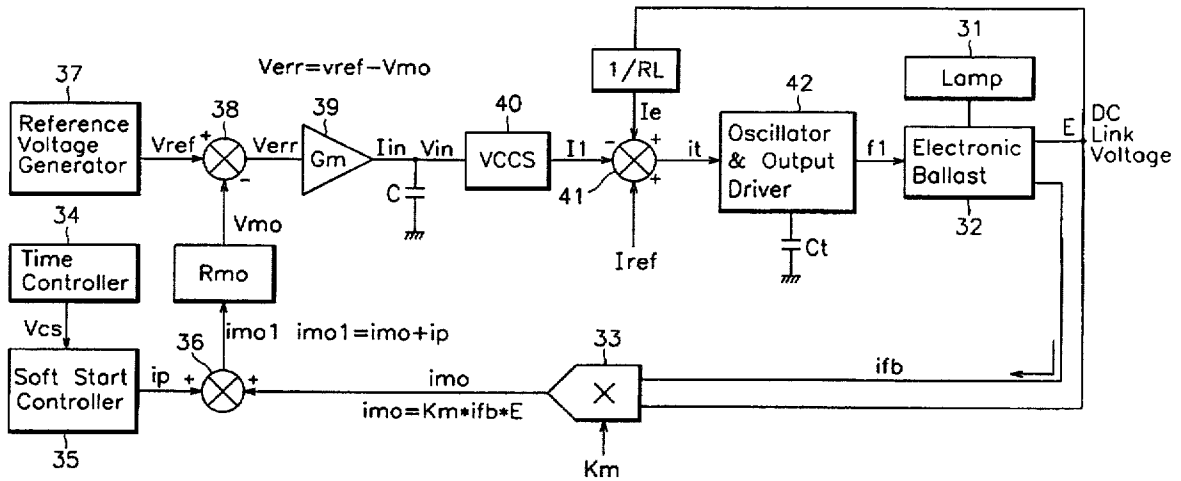 37
Reference
Voltage
Generator
Vref
+
38
-
Verr=vref-Vmo
Verr
39
Gm
Iin
Vin
C
40
VCCS
I1
1/RL
Ie
-
+
+
41
Iref
it
42
Oscillator
& Output
Driver
Ct
f1
31
Lamp
Electronic
Ballast
32
E
DC
Link
Voltage
34
Time
Controller
Vcs
Vmo
Rmo
imo1
imo1=imo+ip
36
Soft Start
Controller
35
ip
+
+
imo
imo=Km*ifb*E
33
×
Km
ifb